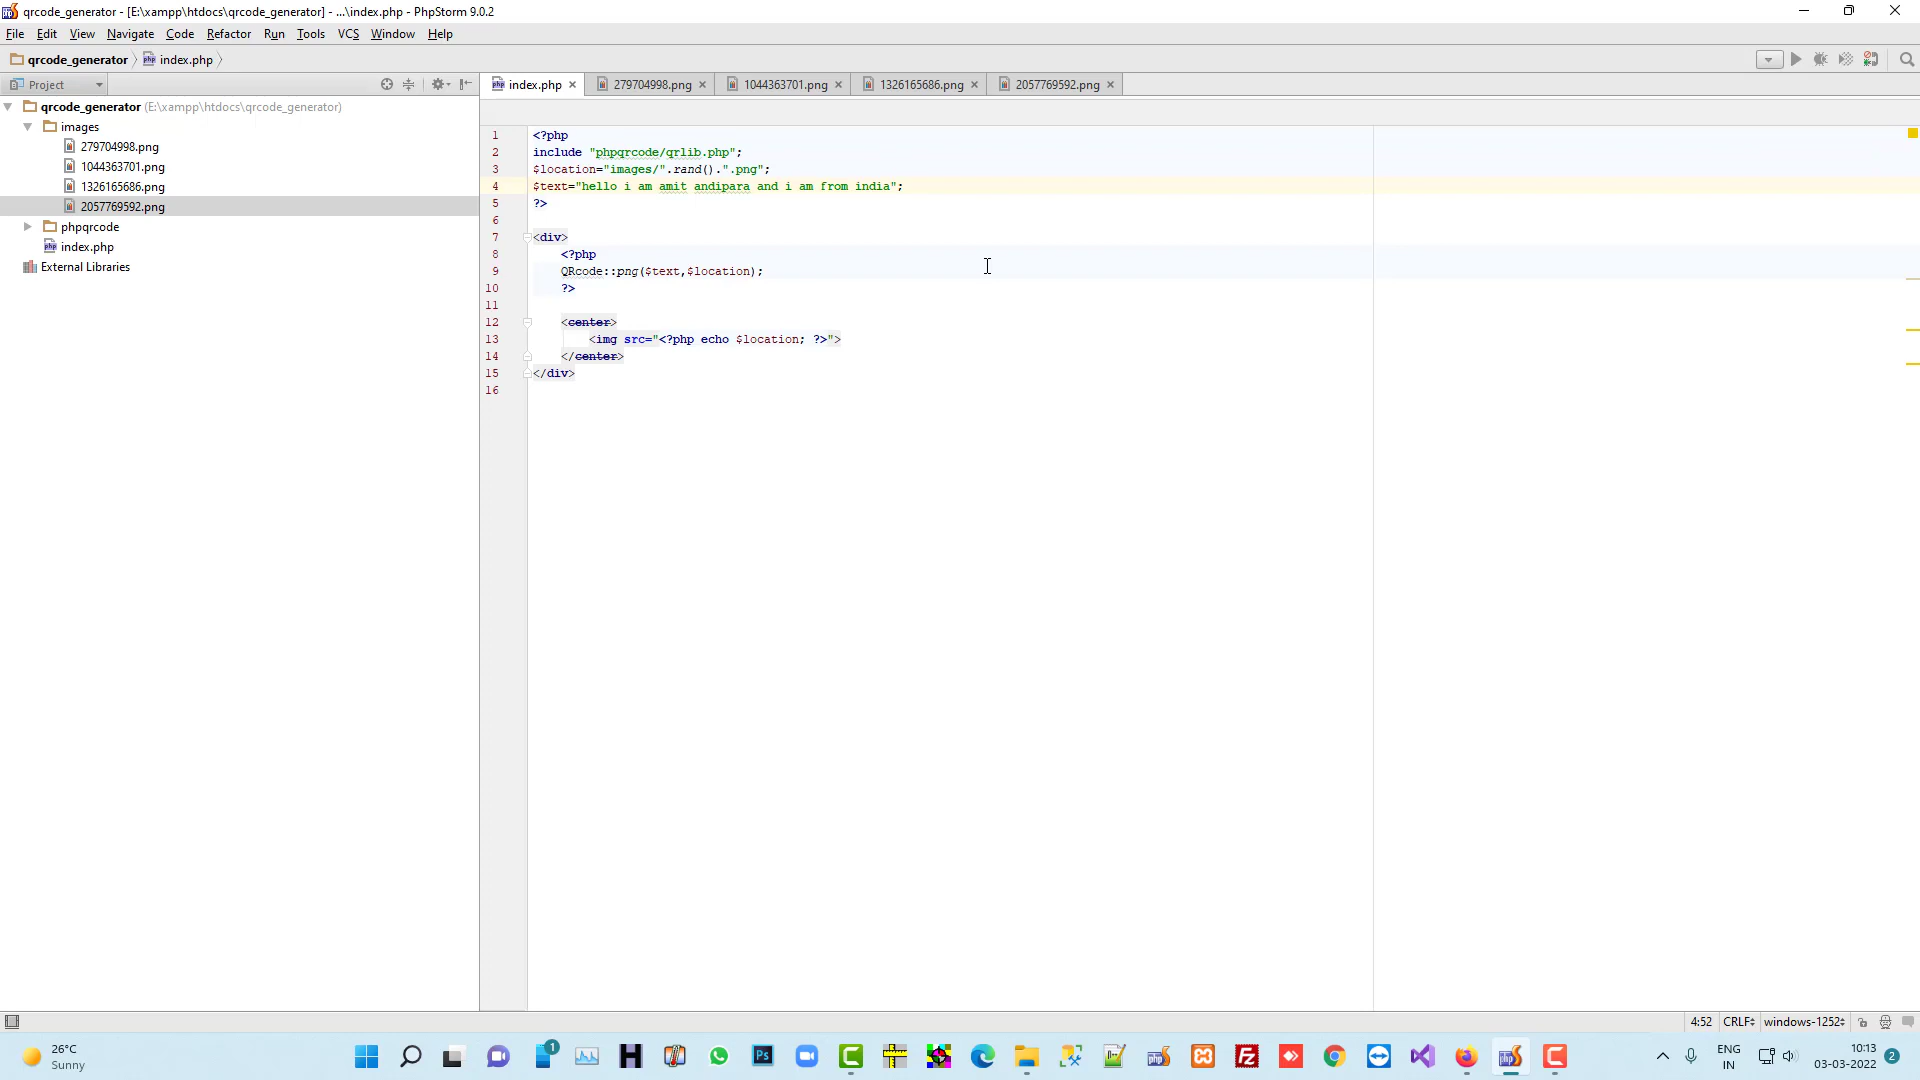 qrcode_generator - [E:\xampp\htdocs\qrcode_generator] - ...\index.php - PhpStorm 9.0.2
File Edit View Navigate Code Refactor Run Tools VCS Window Help
qrcode_generator index.php
Project
index.php 279704998.png 1044363701.png 1326165686.png 2057769592.png
qrcode_generator (E:\xampp\htdocs\qrcode_generator)
images
279704998.png
1044363701.png
1326165686.png
2057769592.png
phpqrcode
index.php
External Libraries
1 <?php
2 include "phpqrcode/qrlib.php";
3 $location="images/".rand().".png";
4 $text="hello i am amit andipara and i am from india";
5 ?>
6
7 <div>
8 <?php
9 QRcode::png($text,$location);
10 ?>
11
12 <center>
13 <img src="<?php echo $location; ?>">
14 </center>
15 </div>
16
4:52 CRLF windows-1252
26°C
Sunny
1
H
Ps
Fz
C
ENG
IN
10:13
03-03-2022
2